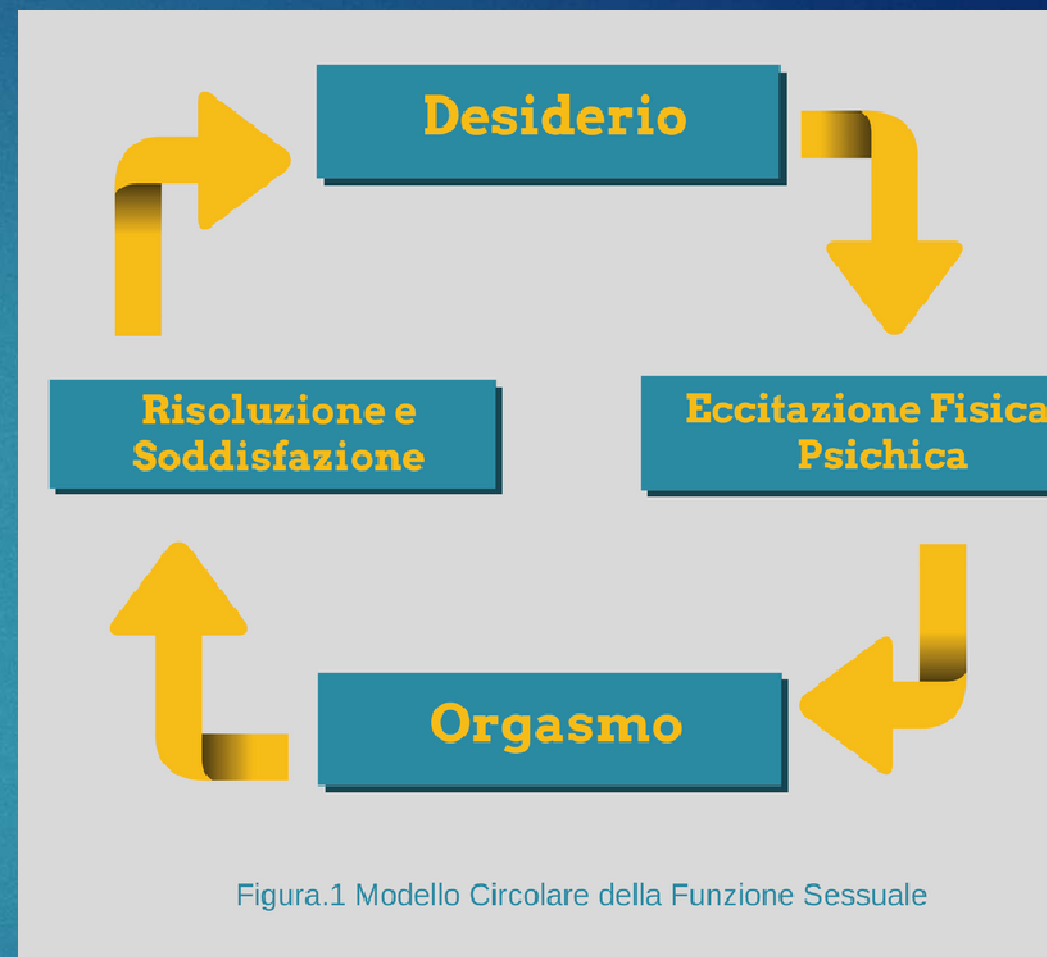 Desiderio
Risoluzione e
Soddisfazione
Eccitazione Fisica
Psichica
Orgasmo
Figura.1 Modello Circolare della Funzione Sessuale